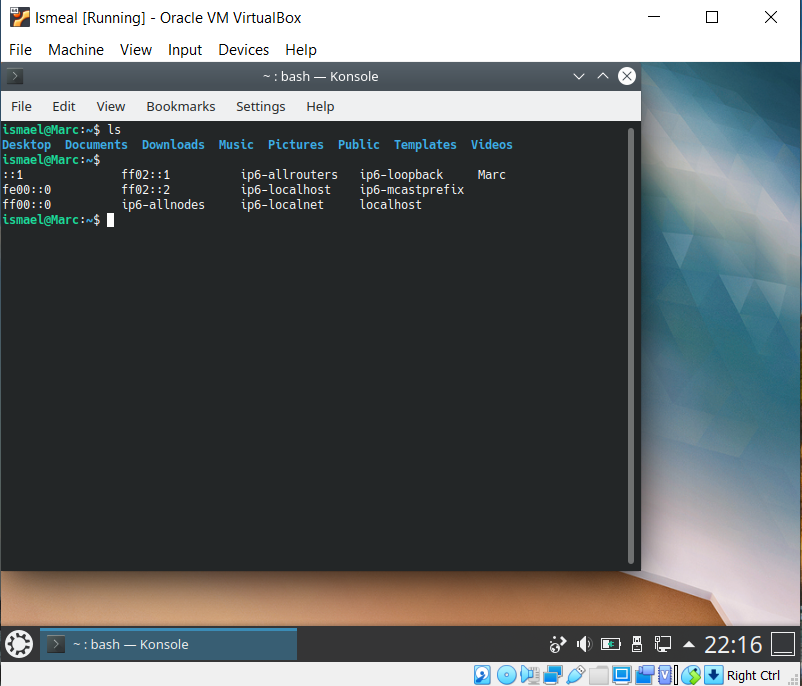 Ismeal [Running] - Oracle VM VirtualBox
File Machine View Input Devices Help
~ : bash — Konsole
File Edit View Bookmarks Settings Help
ismael@Marc:~$ ls
Desktop Documents Downloads Music Pictures Public Templates Videos
ismael@Marc:~$
::1 ff02::1 ip6-allrouters ip6-loopback Marc
fe00::0 ff02::2 ip6-localhost ip6-mcastprefix
ff00::0 ip6-allnodes ip6-localnet localhost
ismael@Marc:~$
~ : bash — Konsole
22:16
Right Ctrl